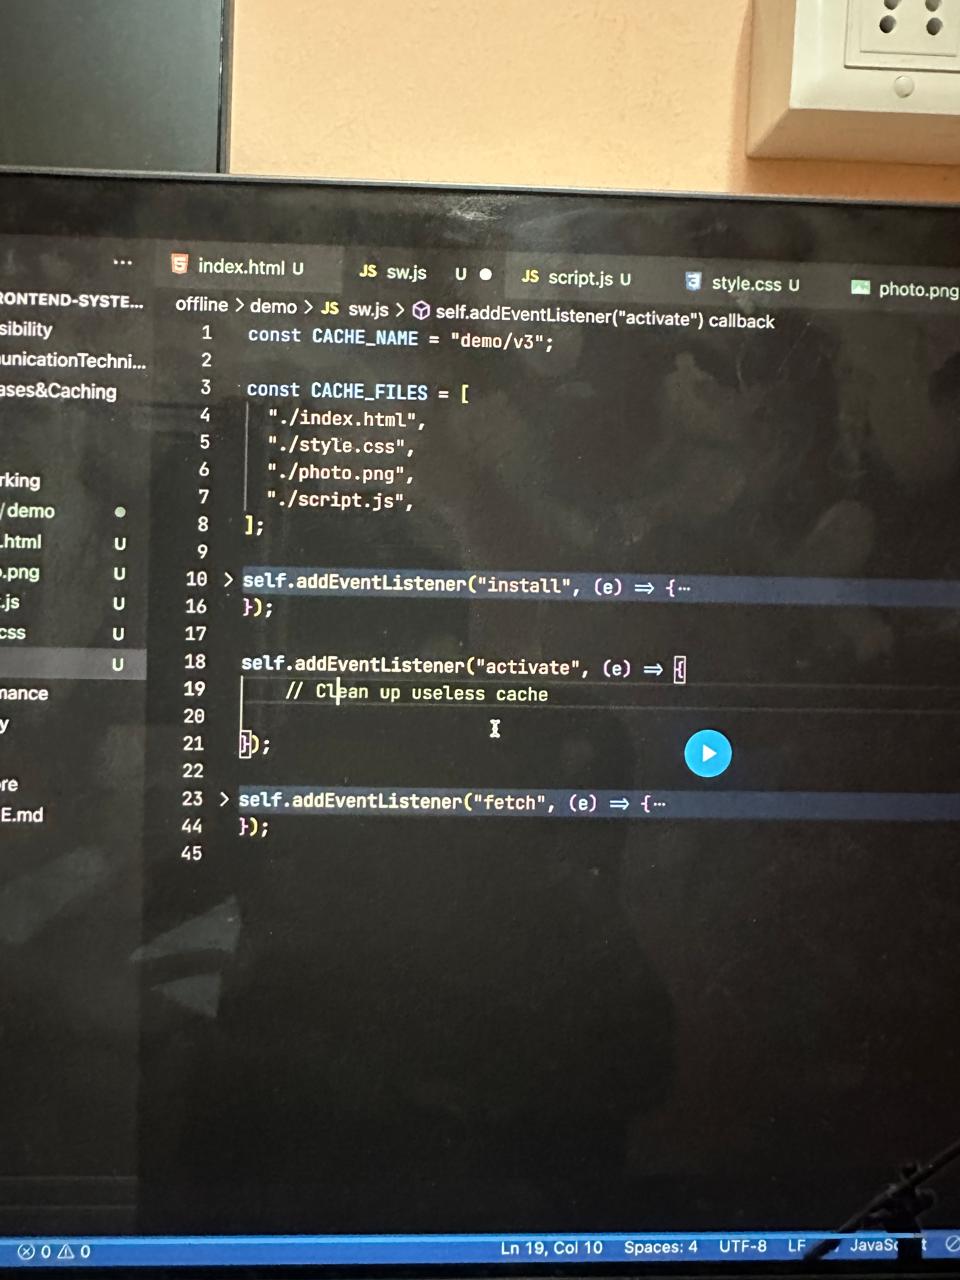 ... index.html U JS sw.js U JS script.js U style.css U photo.png
RONTEND-SYSTE... offline > demo > JS sw.js > self.addEventListener("activate") callback
sibility
unicationTechni...
ases&Caching
rking
/demo
.html U
.png U
.js U
css U
U
nance
y
re
E.md
1 const CACHE_NAME = "demo/v3";
2
3 const CACHE_FILES = [
4 "./index.html",
5 "./style.css",
6 "./photo.png",
7 "./script.js",
8 ];
9
10 > self.addEventListener("install", (e) => {...
16 });
17
18 self.addEventListener("activate", (e) => {
19 // Clean up useless cache
20
21 });
22
23 > self.addEventListener("fetch", (e) => {...
44 });
45
0 0 Ln 19, Col 10 Spaces: 4 UTF-8 LF